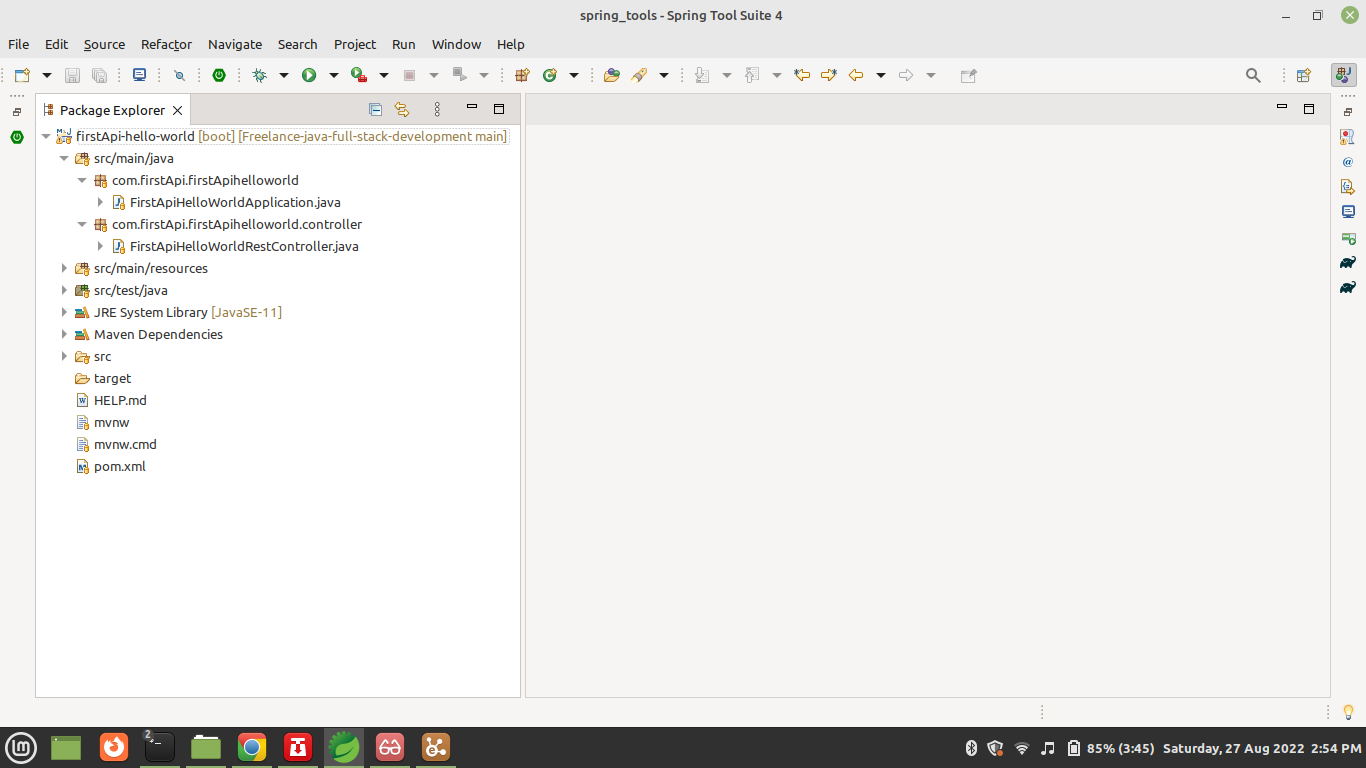 spring_tools - Spring Tool Suite 4
File Edit Source Refactor Navigate Search Project Run Window Help
Package Explorer
firstApi-hello-world [boot] [Freelance-java-full-stack-development main]
src/main/java
com.firstApi.firstApihelloworld
FirstApiHelloWorldApplication.java
com.firstApi.firstApihelloworld.controller
FirstApiHelloWorldRestController.java
src/main/resources
src/test/java
JRE System Library [JavaSE-11]
Maven Dependencies
src
target
HELP.md
mvnw
mvnw.cmd
pom.xml
2
85% (3:45) Saturday, 27 Aug 2022 2:54 PM